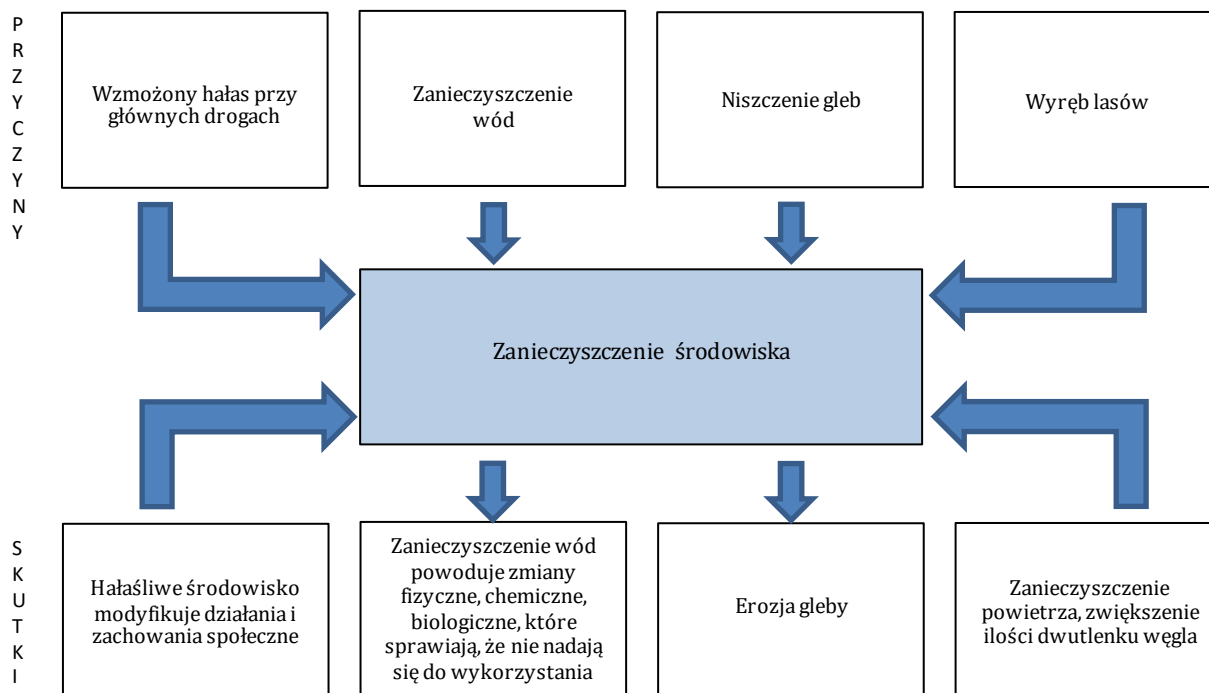 PRZYCZYNY
Wzmożony hałas przy
głównych drogach
Zanieczyszczenie
wód
Niszczenie gleb
Wyręb lasów
Zanieczyszczenie środowiska
SKUTKI
Hałaśliwe środowisko
modyfikuje działania i
zachowania społeczne
Zanieczyszczenie wód
powoduje zmiany
fizyczne, chemiczne,
biologiczne, które
sprawiają, że nie nadają
się do wykorzystania
Erozja gleby
Zanieczyszczenie
powietrza, zwiększenie
ilości dwutlenku węgla